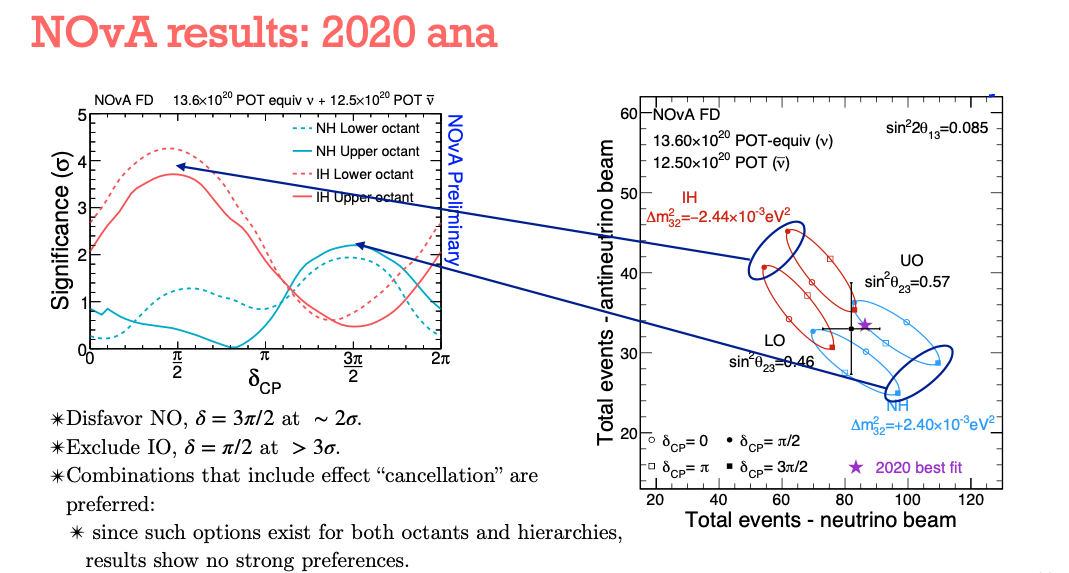 NOvA results: 2020 ana
NOvA FD 13.6×10²⁰ POT equiv ν + 12.5×10²⁰ POT ν̅
5
4
3
2
1
0
Significance (σ)
NH Lower octant
NH Upper octant
IH Lower octant
IH Upper octant
NOvA Preliminary
0 π/2 π 3π/2 2π
δCP
✴Disfavor NO, δ = 3π/2 at ∼ 2σ.
✴Exclude IO, δ = π/2 at > 3σ.
✴Combinations that include effect “cancellation” are
preferred:
✴ since such options exist for both octants and hierarchies,
results show no strong preferences.
60
50
40
30
20
Total events - antineutrino beam
NOvA FD
13.60×10²⁰ POT-equiv (ν)
12.50×10²⁰ POT (ν̅)
sin²2θ₁₃=0.085
IH
Δm²₃₂=−2.44×10⁻³eV²
UO
sin²θ₂₃=0.57
LO
sin²θ₂₃=0.46
NH
Δm²₃₂=+2.40×10⁻³eV²
○ δCP= 0 ● δCP= π/2
□ δCP= π ■ δCP= 3π/2
★ 2020 best fit
20 40 60 80 100 120
Total events - neutrino beam